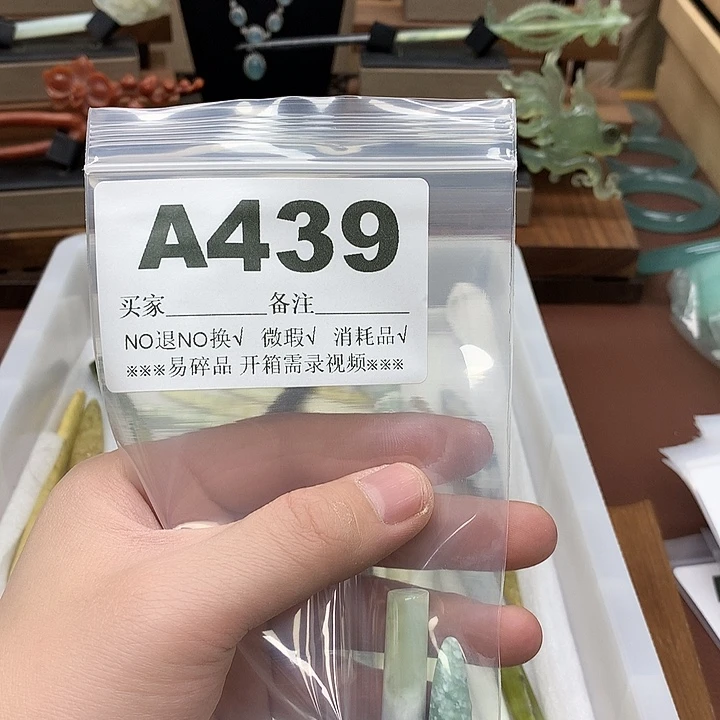 A439
买家________备注________
NO退NO换√ 微瑕√ 消耗品√
※※※易碎品 开箱需录视频※※※